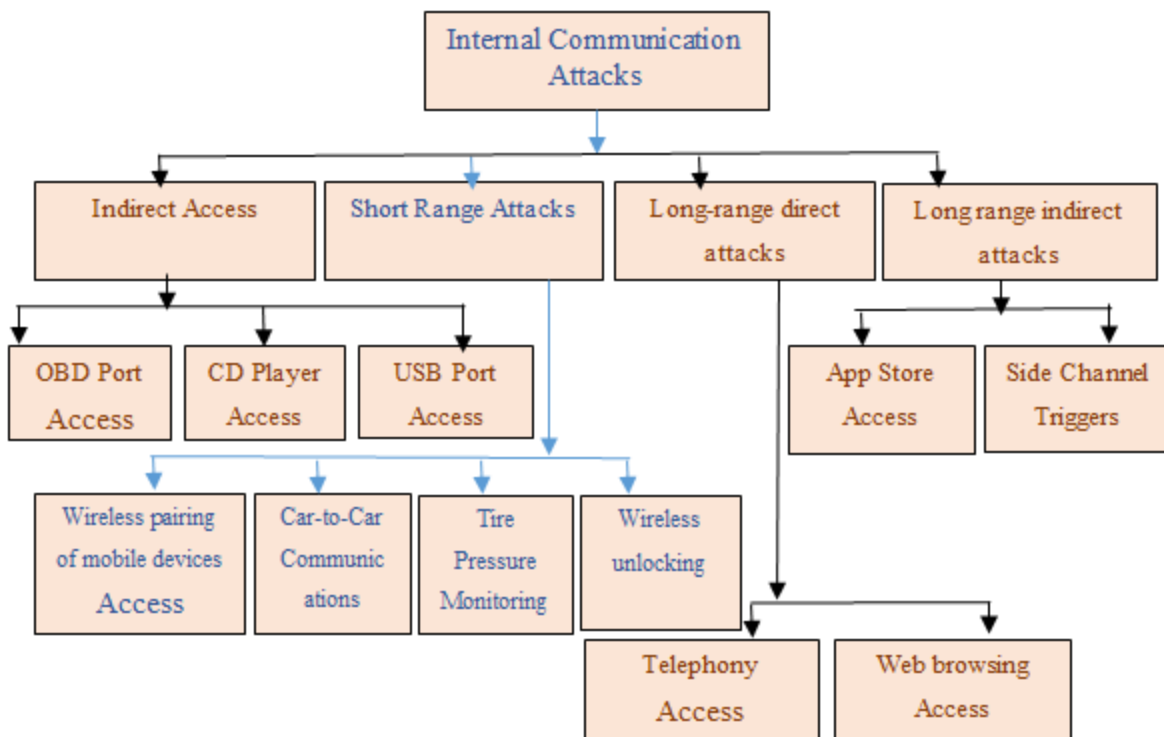 Internal Communication
Attacks
Indirect Access
Short Range Attacks
Long-range direct
attacks
Long range indirect
attacks
OBD Port
Access
CD Player
Access
USB Port
Access
App Store
Access
Side Channel
Triggers
Wireless pairing
of mobile devices
Access
Car-to-Car
Communic
ations
Tire
Pressure
Monitoring
Wireless
unlocking
Telephony
Access
Web browsing
Access